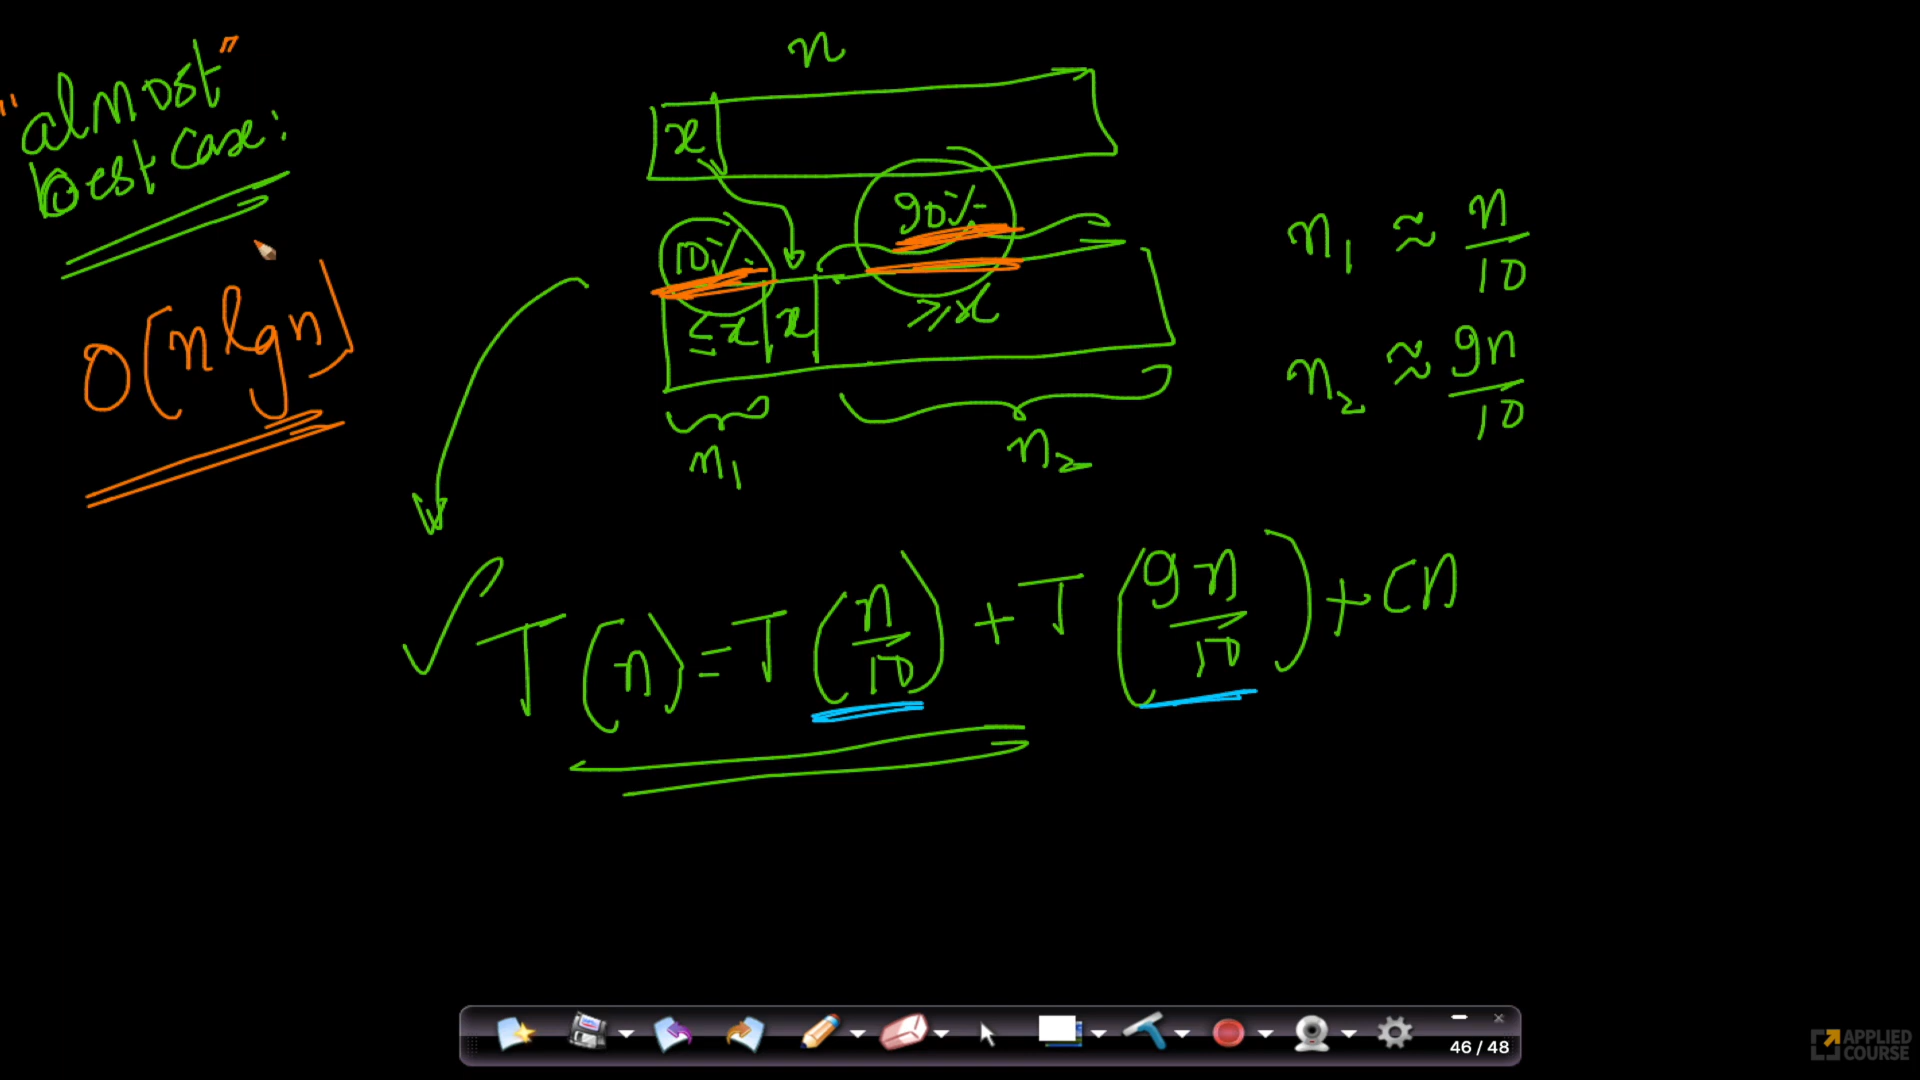 "almost"
best case:
O(n lg n)
n
x
10%
90%
≤x
x
≥x
n₁
n₂
n₁ ≈ n/10
n₂ ≈ 9n/10
T(n) = T(n/10) + T(9n/10) + cn
46 / 48
APPLIED
COURSE